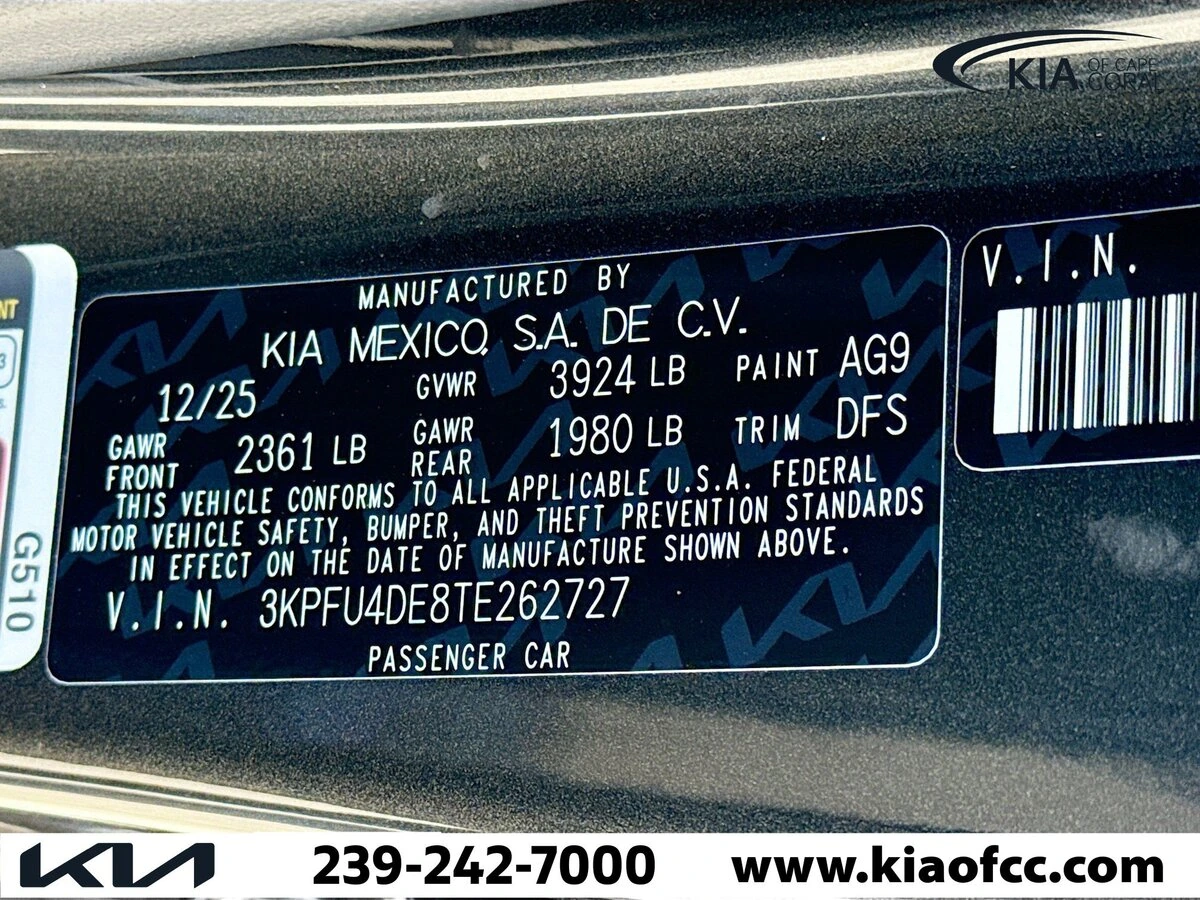 KIA OF CAPE CORAL
NT
3
G510
MANUFACTURED BY
KIA MEXICO, S.A. DE C.V.
12/25 GVWR 3924 LB PAINT AG9
GAWR FRONT 2361 LB GAWR REAR 1980 LB TRIM DFS
THIS VEHICLE CONFORMS TO ALL APPLICABLE U.S.A. FEDERAL
MOTOR VEHICLE SAFETY, BUMPER, AND THEFT PREVENTION STANDARDS
IN EFFECT ON THE DATE OF MANUFACTURE SHOWN ABOVE.
V.I.N. 3KPFU4DE8TE262727
PASSENGER CAR
V.I.N.
KIA 239-242-7000 www.kiaofcc.com